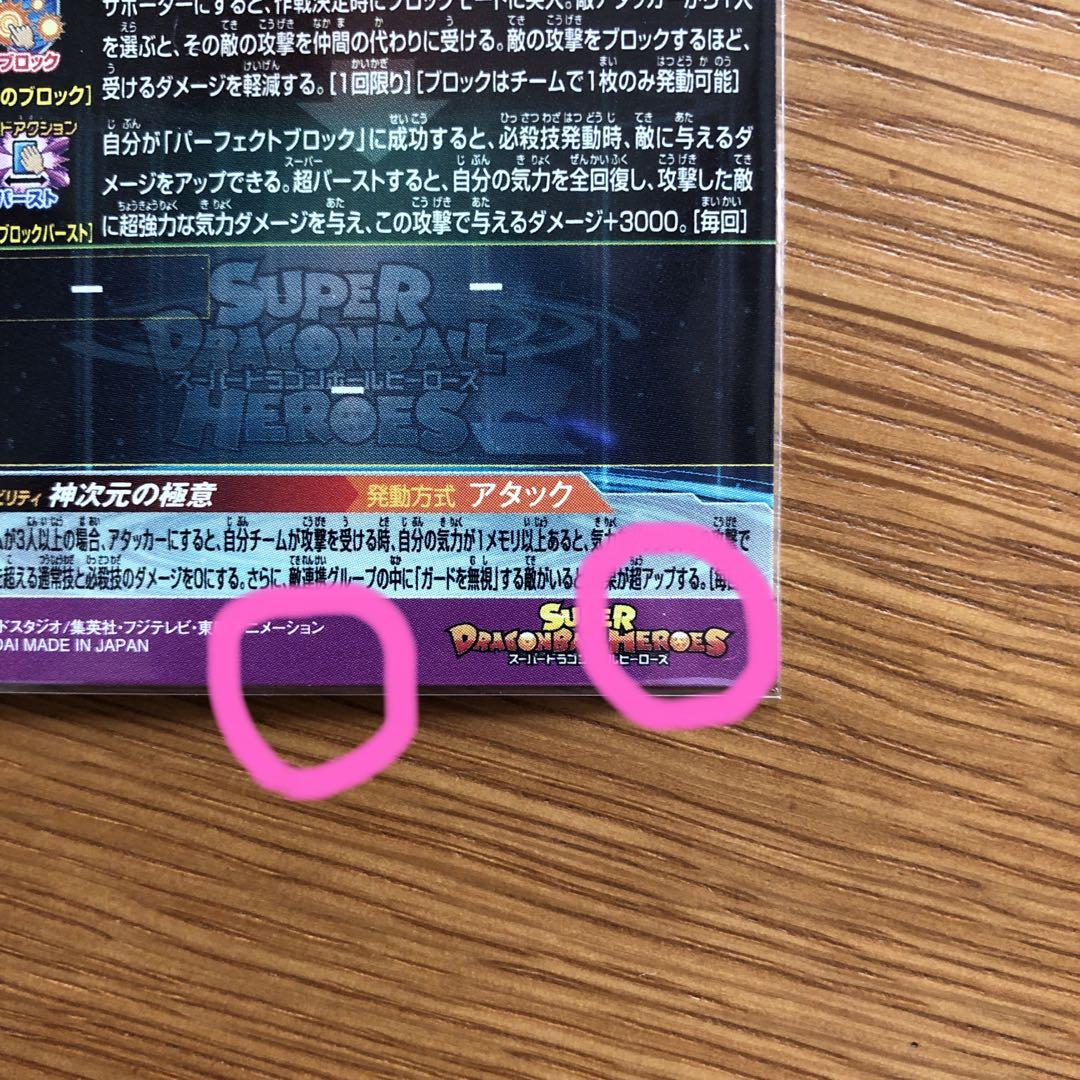 サポーターにすると、作戦決定時にブロックモードに突入。敵アタッカーから1人
を選ぶと、その敵の攻撃を仲間の代わりに受ける。敵の攻撃をブロックするほど、
受けるダメージを軽減する。[1回限り][ブロックはチームで1枚のみ発動可能]
ブロック
のブロック]
ドアクション
バースト
ブロックバースト]
自分が「パーフェクトブロック」に成功すると、必殺技発動時、敵に与えるダ
メージをアップできる。超バーストすると、自分の気力を全回復し、攻撃した敵
に超強力な気力ダメージを与え、この攻撃で与えるダメージ+3000。[毎回]
SUPER
DRAGONBALL
スーパードラゴンボールヒーローズ
HEROES
ビリティ 神次元の極意 発動方式 アタック
が3人以上の場合、アタッカーにすると、自分チームが攻撃を受ける時、自分の気力が1メモリ以上あると、気力
を超える通常技と必殺技のダメージを0にする。さらに、敵連携グループの中に「ガードを無視」する敵がいると
が超アップする。[毎回
ドスタジオ/集英社・フジテレビ・東 ニメーション
DAI MADE IN JAPAN
SUPER
DRAGONBALL HEROES
スーパードラゴンボールヒーローズ